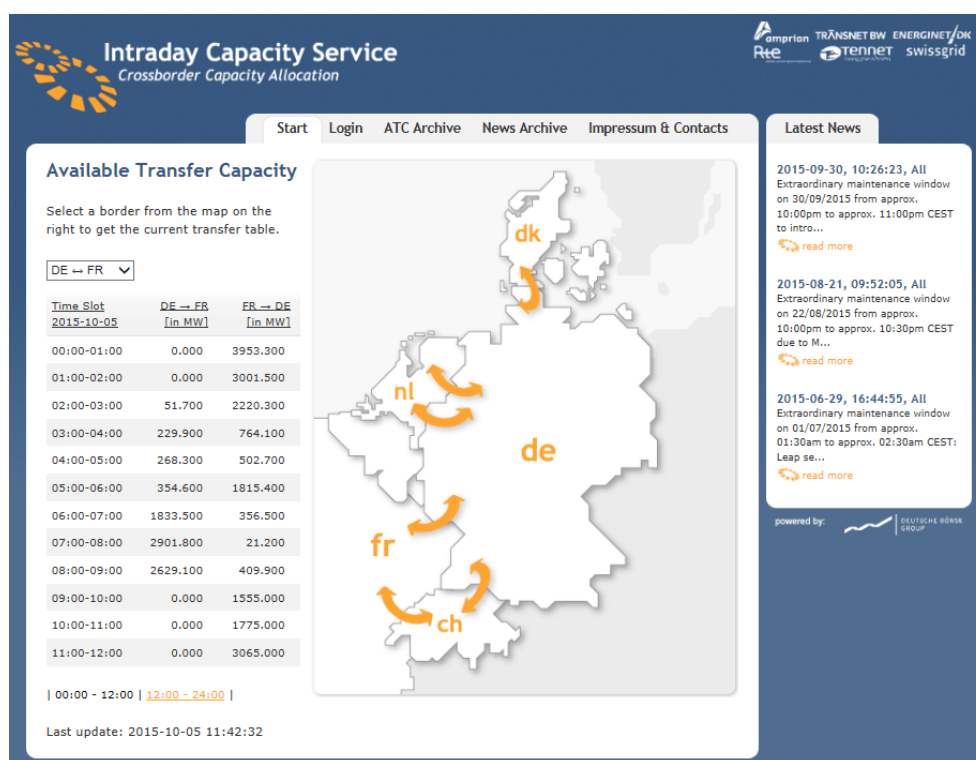 Intraday Capacity Service
Crossborder Capacity Allocation
amprion TRANSNET BW ENERGINET/DK
Rte TenneT swissgrid
Start Login ATC Archive News Archive Impressum & Contacts
Latest News
Available Transfer Capacity
Select a border from the map on the
right to get the current transfer table.
DE ↔ FR
Time Slot DE → FR FR → DE
2015-10-05 [in MW] [in MW]
00:00-01:00 0.000 3953.300
01:00-02:00 0.000 3001.500
02:00-03:00 51.700 2220.300
03:00-04:00 229.900 764.100
04:00-05:00 268.300 502.700
05:00-06:00 354.600 1815.400
06:00-07:00 1833.500 356.500
07:00-08:00 2901.800 21.200
08:00-09:00 2629.100 409.900
09:00-10:00 0.000 1555.000
10:00-11:00 0.000 1775.000
11:00-12:00 0.000 3065.000
| 00:00 - 12:00 | 12:00 - 24:00 |
Last update: 2015-10-05 11:42:32
dk
nl
de
fr
ch
2015-09-30, 10:26:23, All
Extraordinary maintenance window
on 30/09/2015 from approx.
10:00pm to approx. 11:00pm CEST
to intro...
read more
2015-08-21, 09:52:05, All
Extraordinary maintenance window
on 22/08/2015 from approx.
10:00pm to approx. 10:30pm CEST
due to M...
read more
2015-06-29, 16:44:55, All
Extraordinary maintenance window
on 01/07/2015 from approx.
01:30am to approx. 02:30am CEST:
Leap se...
read more
powered by:
DEUTSCHE BÖRSE
GROUP